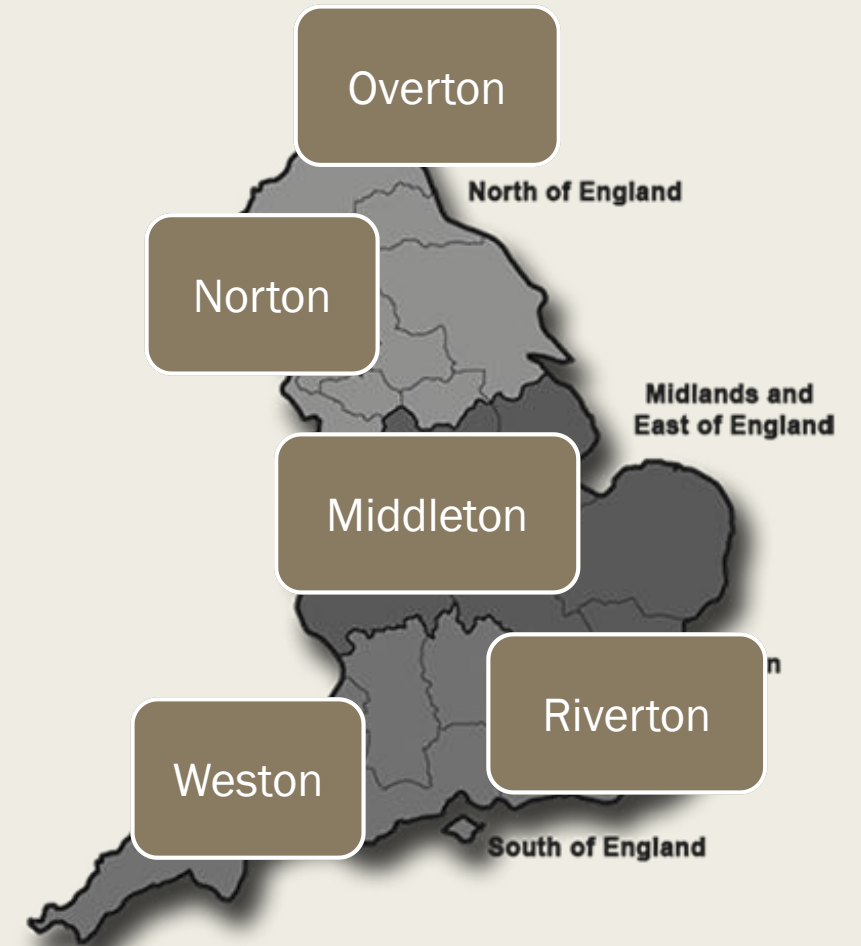 Overton
North of England
Norton
Midlands and
East of England
Middleton
n
Riverton
Weston
South of England